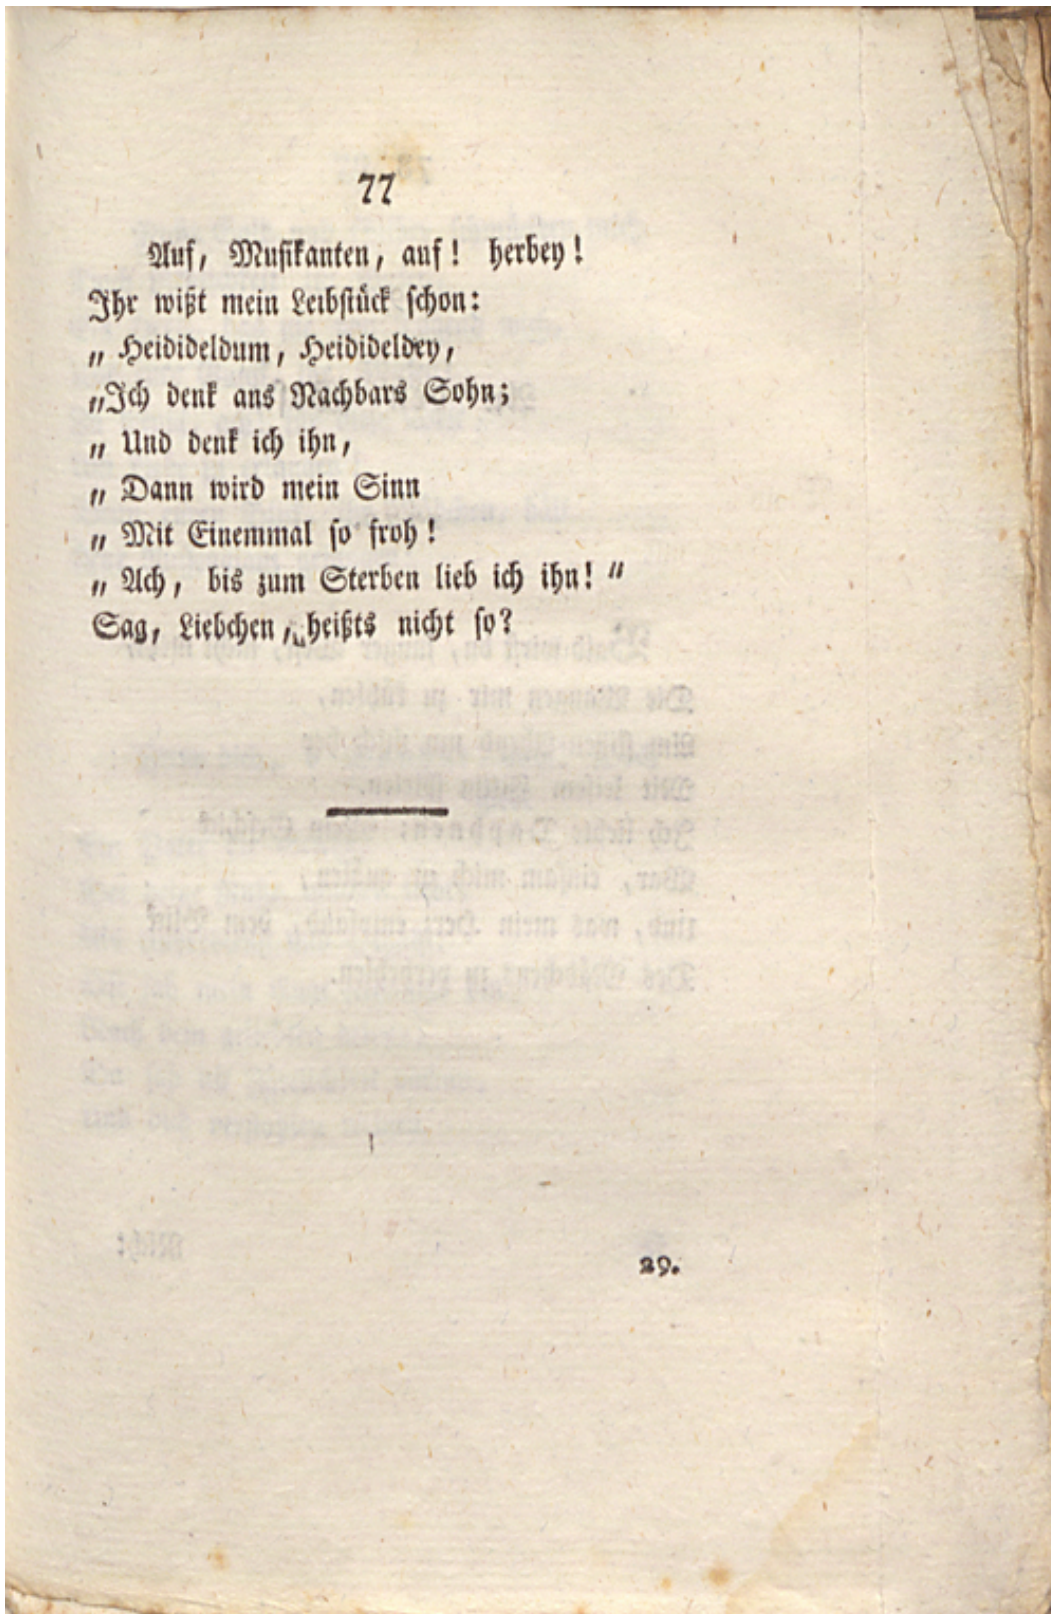 77
Auf, Musikanten, auf! herbey!
Ihr wißt mein Leibstück schon:
„ Heidideldum, Heidideldey,
„Ich denk ans Nachbars Sohn;
„ Und denk ich ihn,
„ Dann wird mein Sinn
„ Mit Einemmal so froh!
„ Ach, bis zum Sterben lieb ich ihn! “
Sag, Liebchen, heißts nicht so?
29.